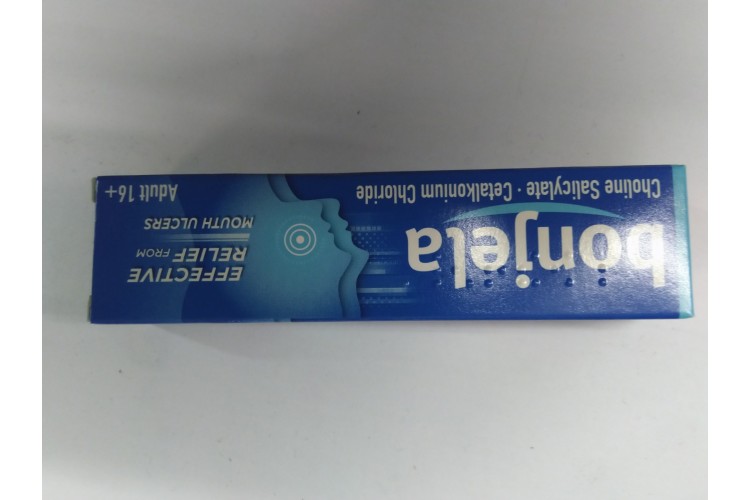 Choline Salicylate · Cetalkonium Chloride
bonjela
Adult 16+
EFFECTIVE
RELIEF FROM
MOUTH ULCERS